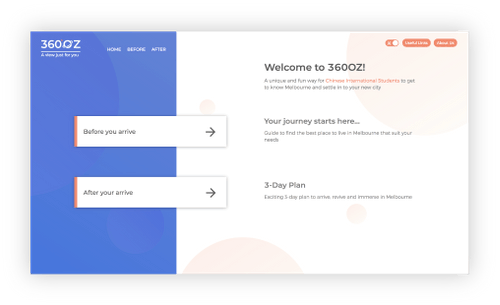 360OZ
A view just for you
HOME BEFORE AFTER
Useful Links About Us
Welcome to 360OZ!
A unique and fun way for Chinese International Students to get
to know Melbourne and settle in to your new city
Before you arrive
Your journey starts here...
Guide to find the best place to live in Melbourne that suit your
needs
After your arrive
3-Day Plan
Exciting 3 day plan to arrive, revive and immerse in Melbourne